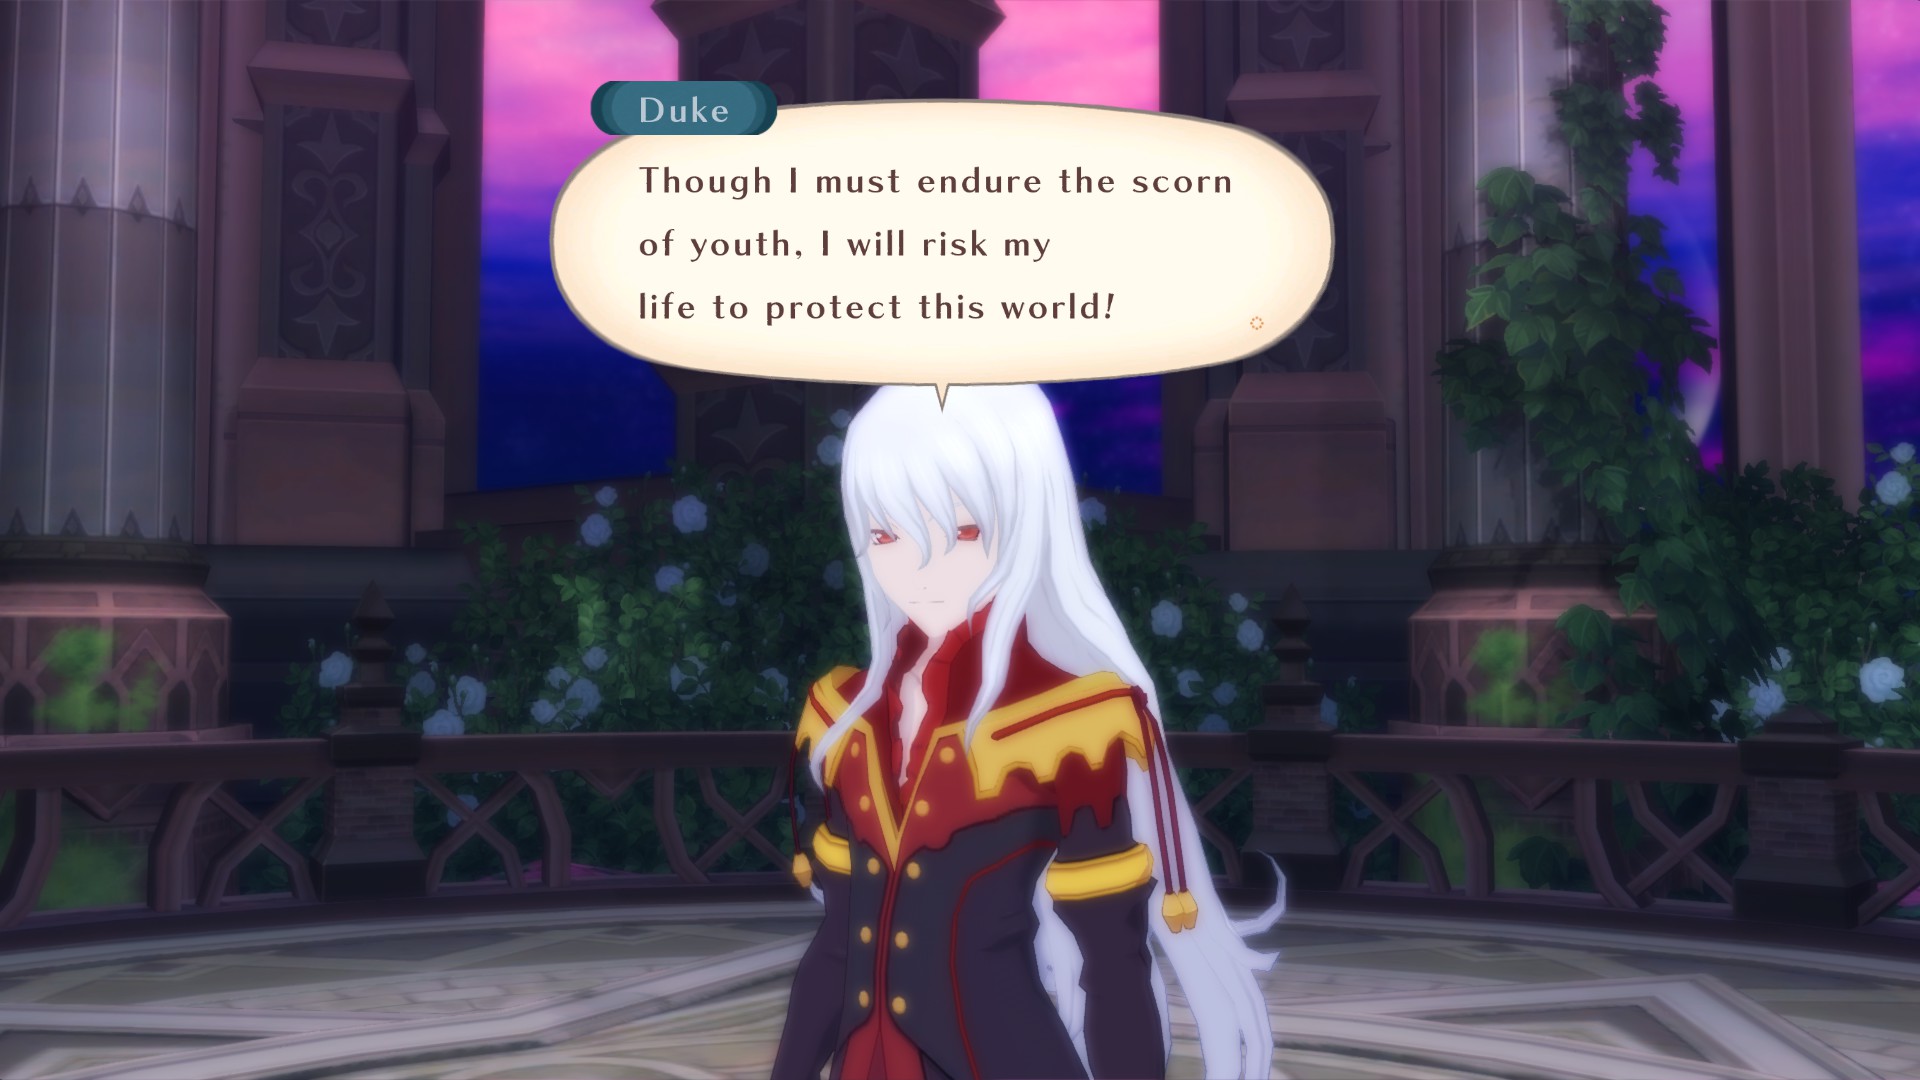 Duke
Though I must endure the scorn
of youth, I will risk my
life to protect this world!